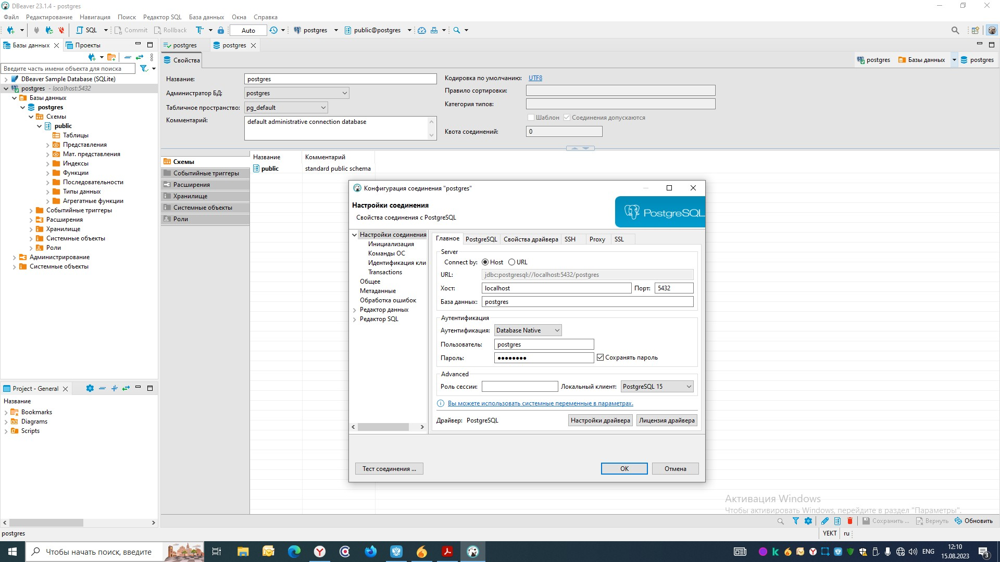 DBeaver 23.1.4 - postgres
Файл Редактирование Навигация Поиск Редактор SQL База данных Окна Справка
SQL Commit Rollback Auto postgres public@postgres
Базы данных Проекты
postgres postgres
Введите часть имени объекта для поиска
DBeaver Sample Database (SQLite)
postgres - localhost:5432
Базы данных
postgres
Схемы
public
Таблицы
Представления
Мат. представления
Индексы
Функции
Последовательности
Типы данных
Агрегатные функции
Событийные триггеры
Расширения
Хранилище
Системные объекты
Роли
Администрирование
Системные объекты
Project - General
Название
Bookmarks
Diagrams
Scripts
Свойства
postgres Базы данных postgres
Название: postgres
Администратор БД: postgres
Табличное пространство: pg_default
Комментарий: default administrative connection database
Кодировка по умолчанию: UTF8
Правило сортировки:
Категория типов:
Шаблон Соединения допускаются
Квота соединений: 0
Схемы
Событийные триггеры
Расширения
Хранилище
Системные объекты
Роли
Название Комментарий
public standard public schema
Конфигурация соединения "postgres"
Настройки соединения
Свойства соединения с PostgreSQL
PostgreSQL
Настройки соединения
Инициализация
Команды ОС
Идентификация кли
Transactions
Общее
Метаданные
Обработка ошибок
Редактор данных
Редактор SQL
Главное PostgreSQL Свойства драйвера SSH Proxy SSL
Server
Connect by: Host URL
URL: jdbc:postgresql://localhost:5432/postgres
Хост: localhost Порт: 5432
База данных: postgres
Аутентификация
Аутентификация: Database Native
Пользователь: postgres
Пароль: ●●●●●●●● Сохранять пароль
Advanced
Роль сессии: Локальный клиент: PostgreSQL 15
Вы можете использовать системные переменные в параметрах.
Драйвер: PostgreSQL Настройки драйвера Лицензия драйвера
Тест соединения ... ОК Отмена
Активация Windows
Чтобы активировать Windows, перейдите в раздел "Параметры".
Сохранить ... Вернуть Обновить
postgres YEKT ru
Чтобы начать поиск, введите
ENG 12:10
15.08.2023
3